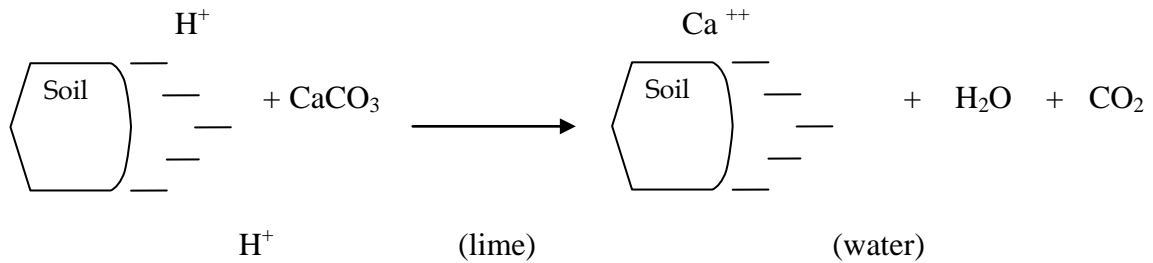 H⁺ Ca ⁺⁺
Soil + CaCO₃ Soil + H₂O + CO₂
H⁺ (lime) (water)